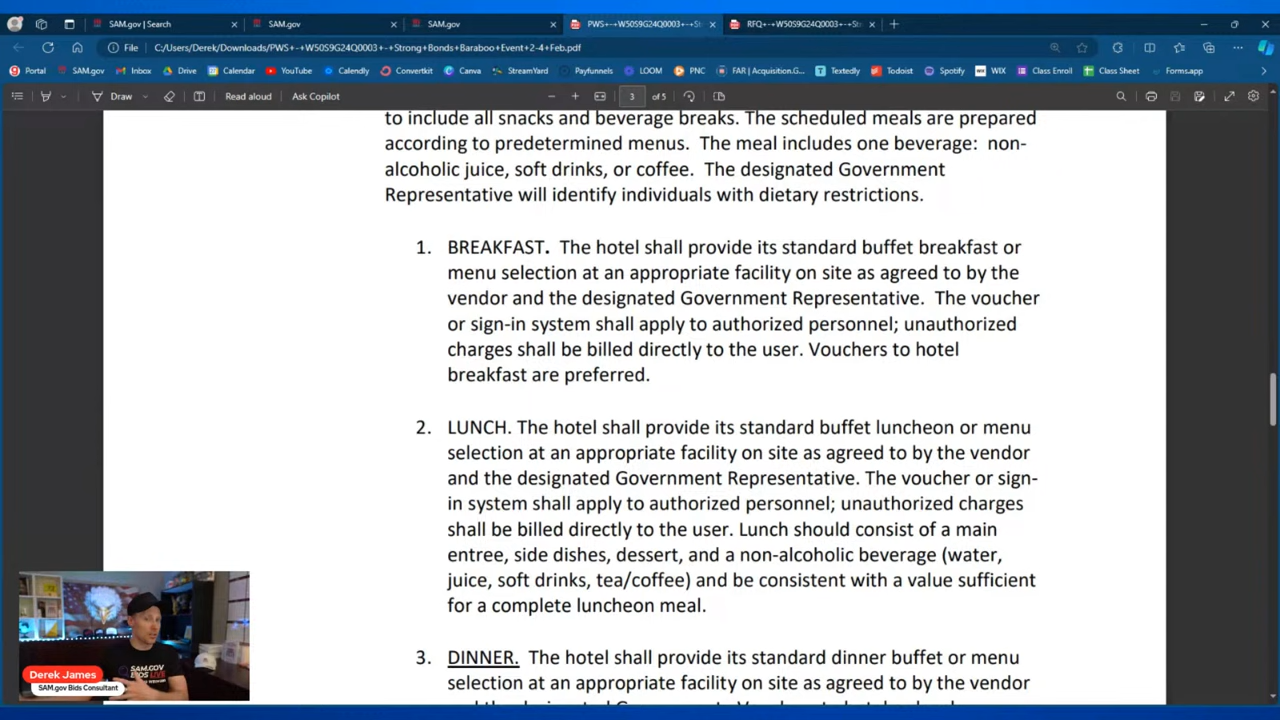 SAM.gov | Search
SAM.gov
SAM.gov
PWS+-+W50S9G24Q0003+-+Str
RFQ+-+W50S9G24Q0003+-+Str
File
C:/Users/Derek/Downloads/PWS+-+W50S9G24Q0003+-+Strong+Bonds+Baraboo+Event+2-4+Feb.pdf
Portal
SAM.gov
Inbox
Drive
Calendar
YouTube
Calendly
Convertkit
Canva
StreamYard
Payfunnels
LOOM
PNC
FAR | Acquisition.G...
Textedly
Todoist
Spotify
WIX
Class Enroll
Class Sheet
Forms.app
Draw
Read aloud
Ask Copilot
3 of 5
to include all snacks and beverage breaks. The scheduled meals are prepared
according to predetermined menus. The meal includes one beverage: non-
alcoholic juice, soft drinks, or coffee. The designated Government
Representative will identify individuals with dietary restrictions.
1. BREAKFAST. The hotel shall provide its standard buffet breakfast or
menu selection at an appropriate facility on site as agreed to by the
vendor and the designated Government Representative. The voucher
or sign-in system shall apply to authorized personnel; unauthorized
charges shall be billed directly to the user. Vouchers to hotel
breakfast are preferred.
2. LUNCH. The hotel shall provide its standard buffet luncheon or menu
selection at an appropriate facility on site as agreed to by the vendor
and the designated Government Representative. The voucher or sign-
in system shall apply to authorized personnel; unauthorized charges
shall be billed directly to the user. Lunch should consist of a main
entree, side dishes, dessert, and a non-alcoholic beverage (water,
juice, soft drinks, tea/coffee) and be consistent with a value sufficient
for a complete luncheon meal.
3. DINNER. The hotel shall provide its standard dinner buffet or menu
selection at an appropriate facility on site as agreed to by the vendor
SAM.GOV
BIDS LIVE
Derek James
SAM.gov Bids Consultant